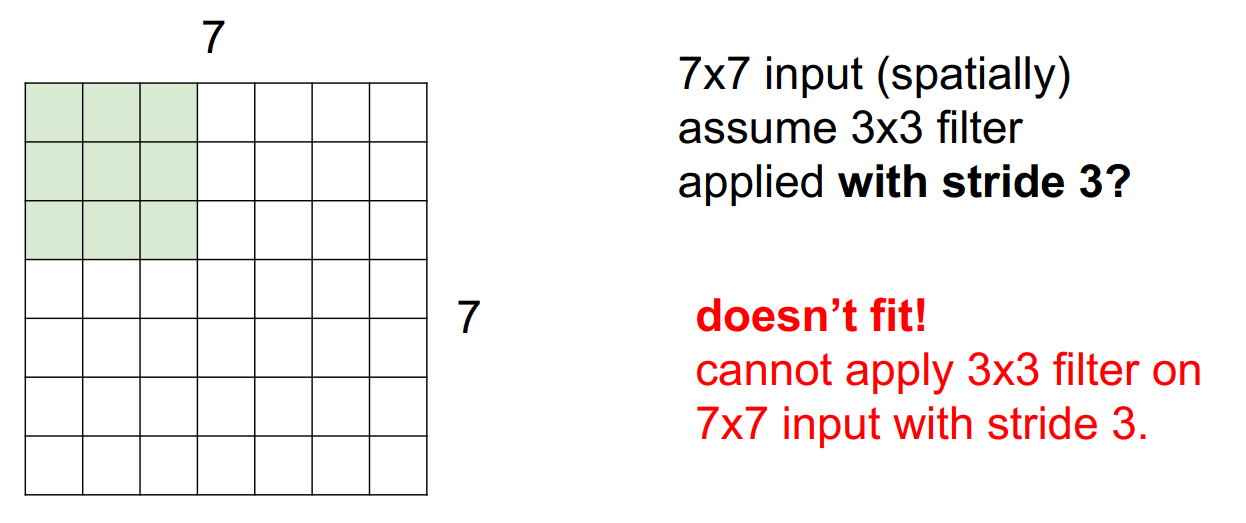 7
7x7 input (spatially)
assume 3x3 filter
applied with stride 3?
7
doesn’t fit!
cannot apply 3x3 filter on
7x7 input with stride 3.